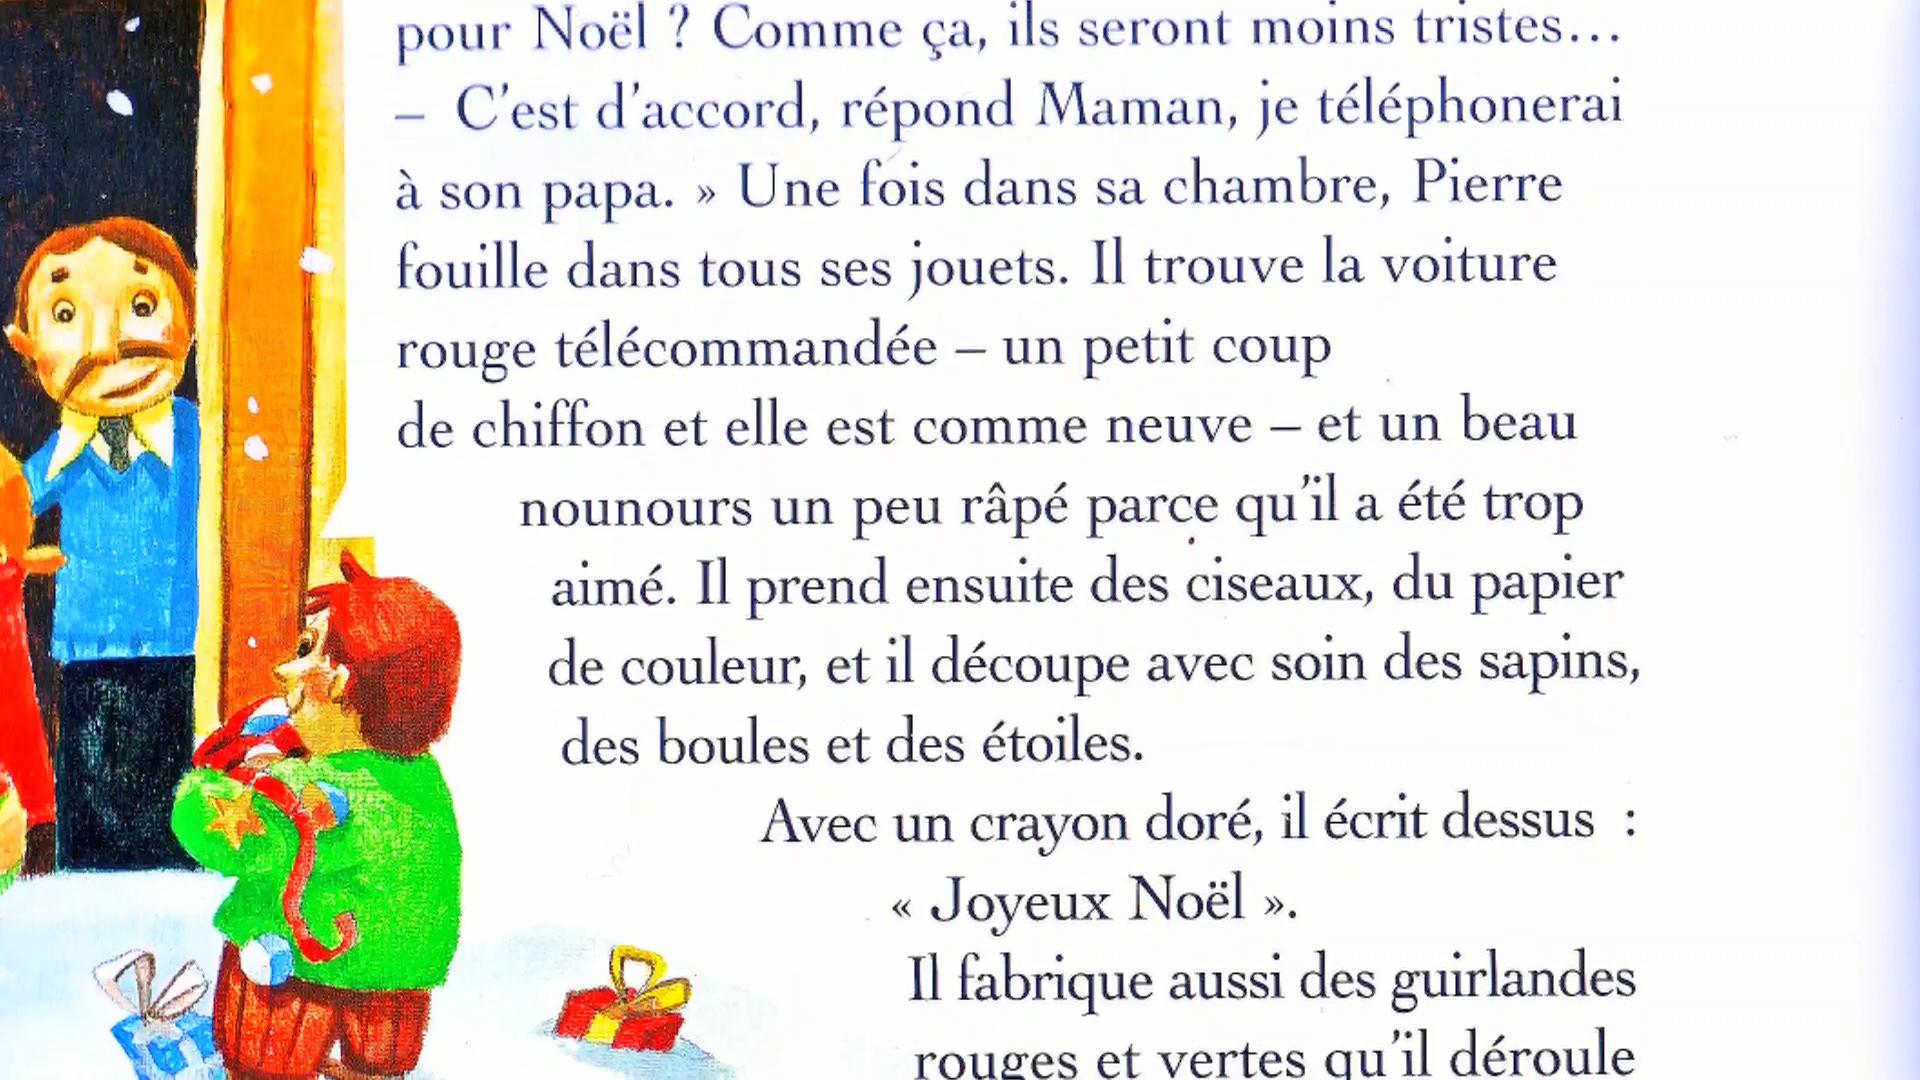 pour Noël ? Comme ça, ils seront moins tristes…
– C’est d’accord, répond Maman, je téléphonerai
à son papa. » Une fois dans sa chambre, Pierre
fouille dans tous ses jouets. Il trouve la voiture
rouge télécommandée – un petit coup
de chiffon et elle est comme neuve – et un beau
nounours un peu râpé parce qu’il a été trop
aimé. Il prend ensuite des ciseaux, du papier
de couleur, et il découpe avec soin des sapins,
des boules et des étoiles.
Avec un crayon doré, il écrit dessus :
« Joyeux Noël ».
Il fabrique aussi des guirlandes
rouges et vertes qu’il déroule